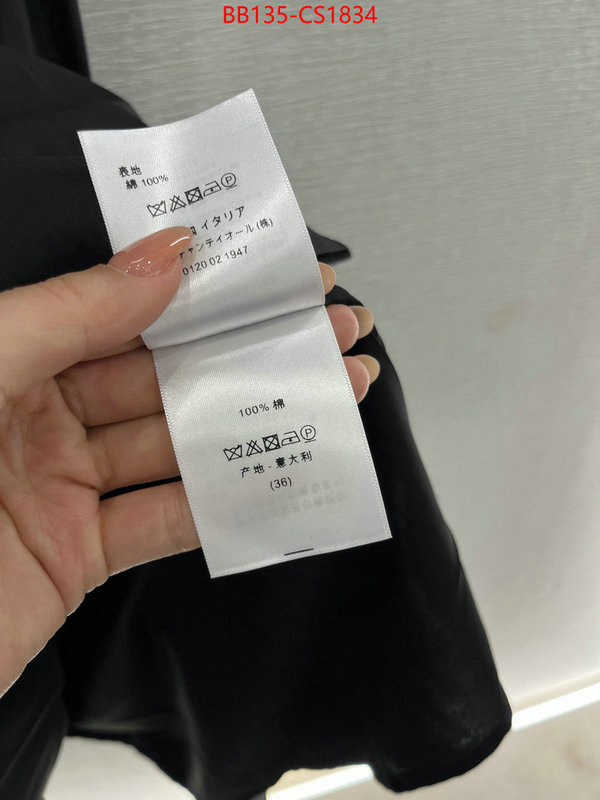 BB135-CS1834
表地
綿 100%
イタリア
ャンディオール(株)
0120 02 1947
100% 棉
产地 - 意大利
(36)